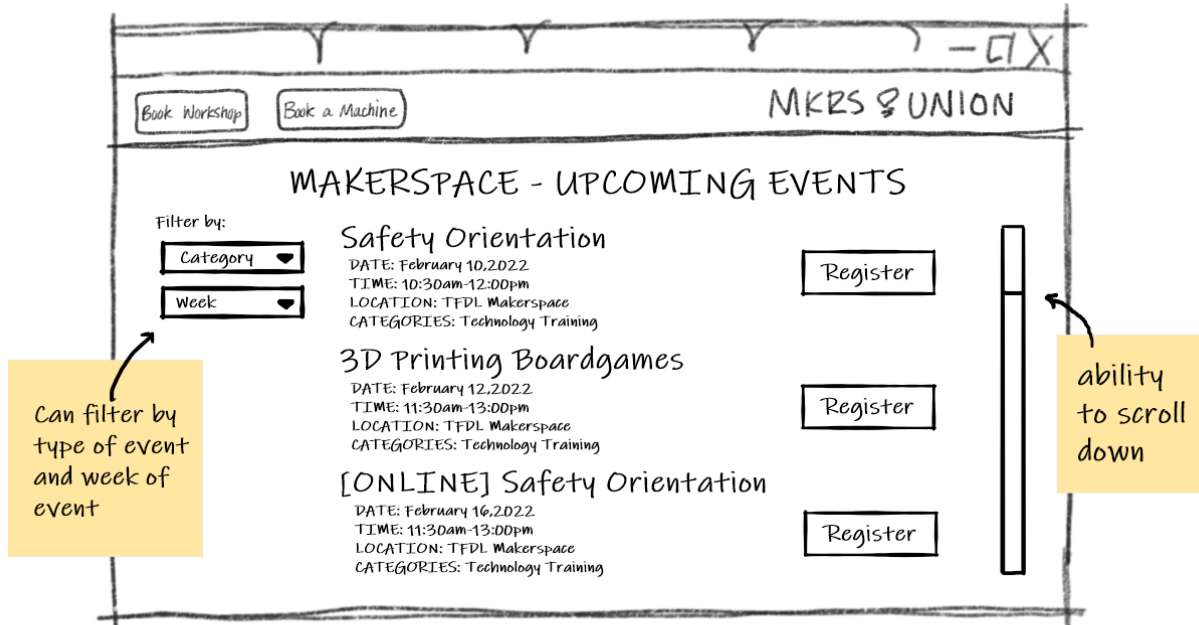 Book Workshop
Book a Machine
MKRS UNION
MAKERSPACE - UPCOMING EVENTS
Filter by:
Category
Week
Can filter by
type of event
and week of
event
Safety Orientation
DATE: February 10,2022
TIME: 10:30am-12:00pm
LOCATION: TFDL Makerspace
CATEGORIES: Technology Training
Register
3D Printing Boardgames
DATE: February 12,2022
TIME: 11:30am-13:00pm
LOCATION: TFDL Makerspace
CATEGORIES: Technology Training
Register
[ONLINE] Safety Orientation
DATE: February 16,2022
TIME: 11:30am-13:00pm
LOCATION: TFDL Makerspace
CATEGORIES: Technology Training
Register
ability
to scroll
down